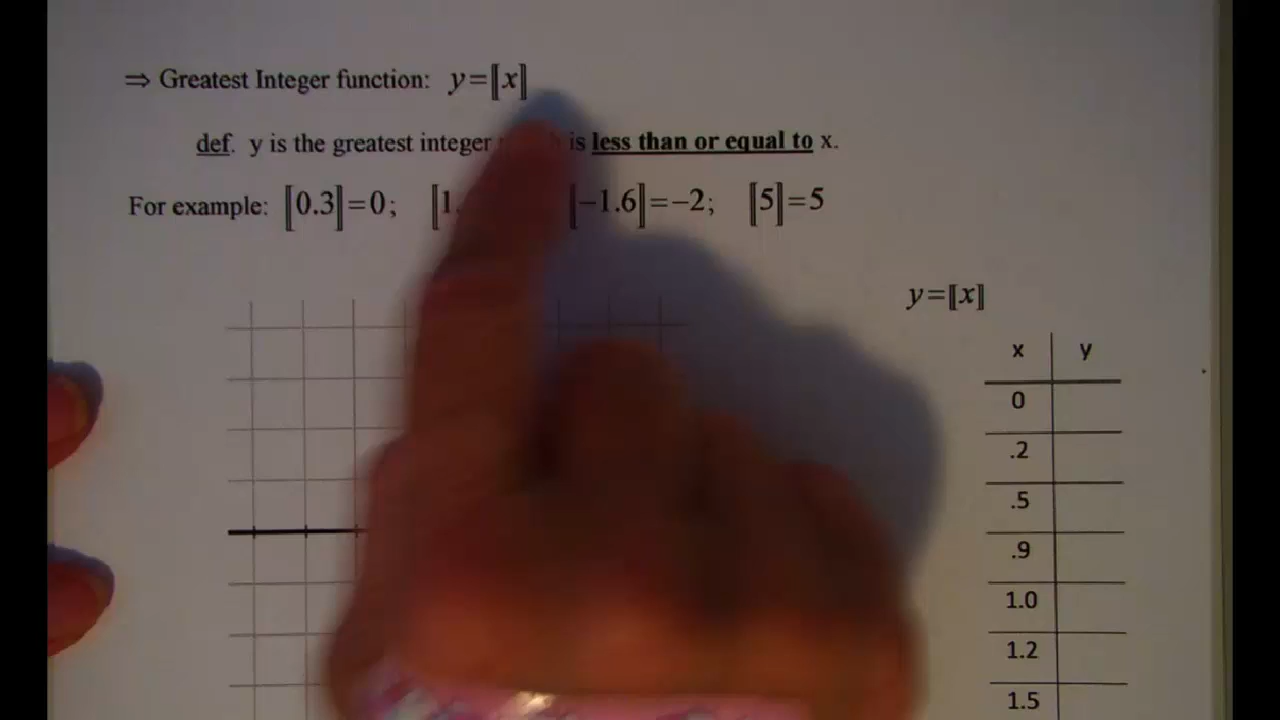 ⇒ Greatest Integer function: y=⟦x⟧
def. y is the greatest integer is less than or equal to x.
For example: ⟦0.3⟧=0; ⟦1. ⟦−1.6⟧=−2; ⟦5⟧=5
y=⟦x⟧
x y
0
.2
.5
.9
1.0
1.2
1.5